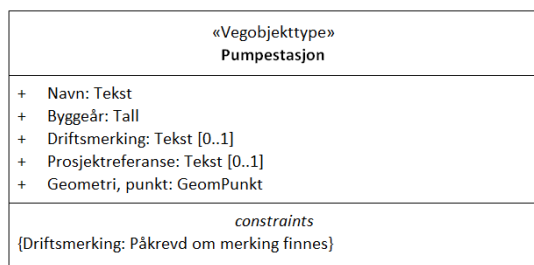 «Vegobjekttype»
Pumpestasjon
+ Navn: Tekst
+ Byggeår: Tall
+ Driftsmerking: Tekst [0..1]
+ Prosjektreferanse: Tekst [0..1]
+ Geometri, punkt: GeomPunkt
constraints
{Driftsmerking: Påkrevd om merking finnes}